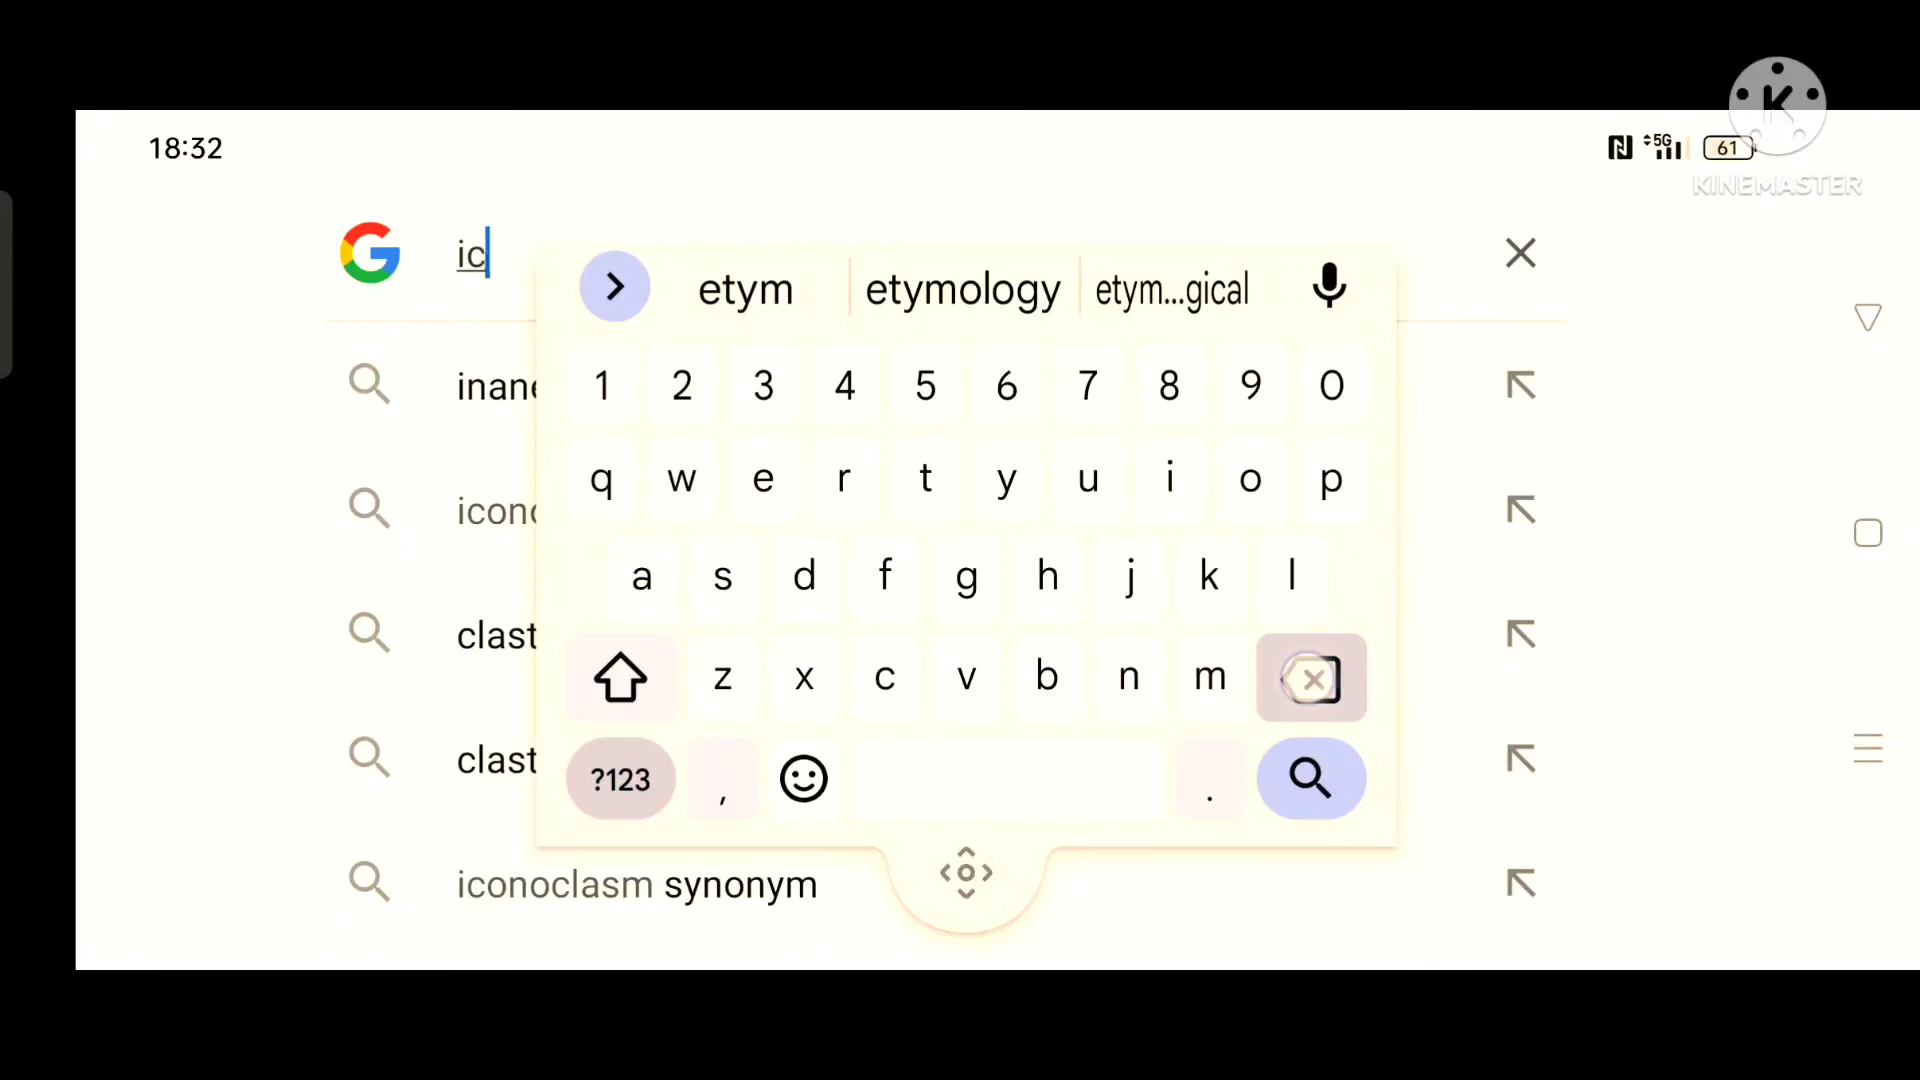 18:32
5G
61
KINEMASTER
ic
etym
etymology
etym...gical
1 2 3 4 5 6 7 8 9 0
q w e r t y u i o p
a s d f g h j k l
z x c v b n m
?123 , .
inane
icono
clast
clast
iconoclasm synonym